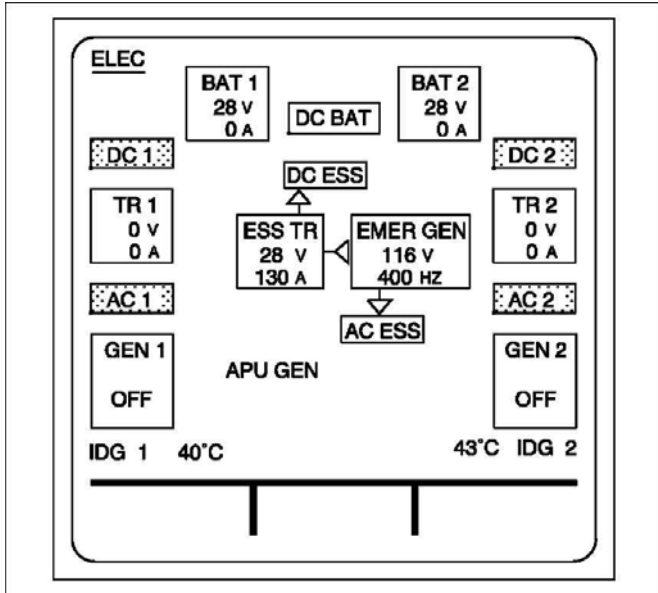 ELEC
BAT 1
28 V
0 A
DC BAT
BAT 2
28 V
0 A
DC 1
DC ESS
DC 2
TR 1
0 V
0 A
ESS TR
28 V
130 A
EMER GEN
116 V
400 HZ
TR 2
0 V
0 A
AC 1
AC ESS
AC 2
GEN 1
OFF
APU GEN
GEN 2
OFF
IDG 1 40°C
43°C IDG 2